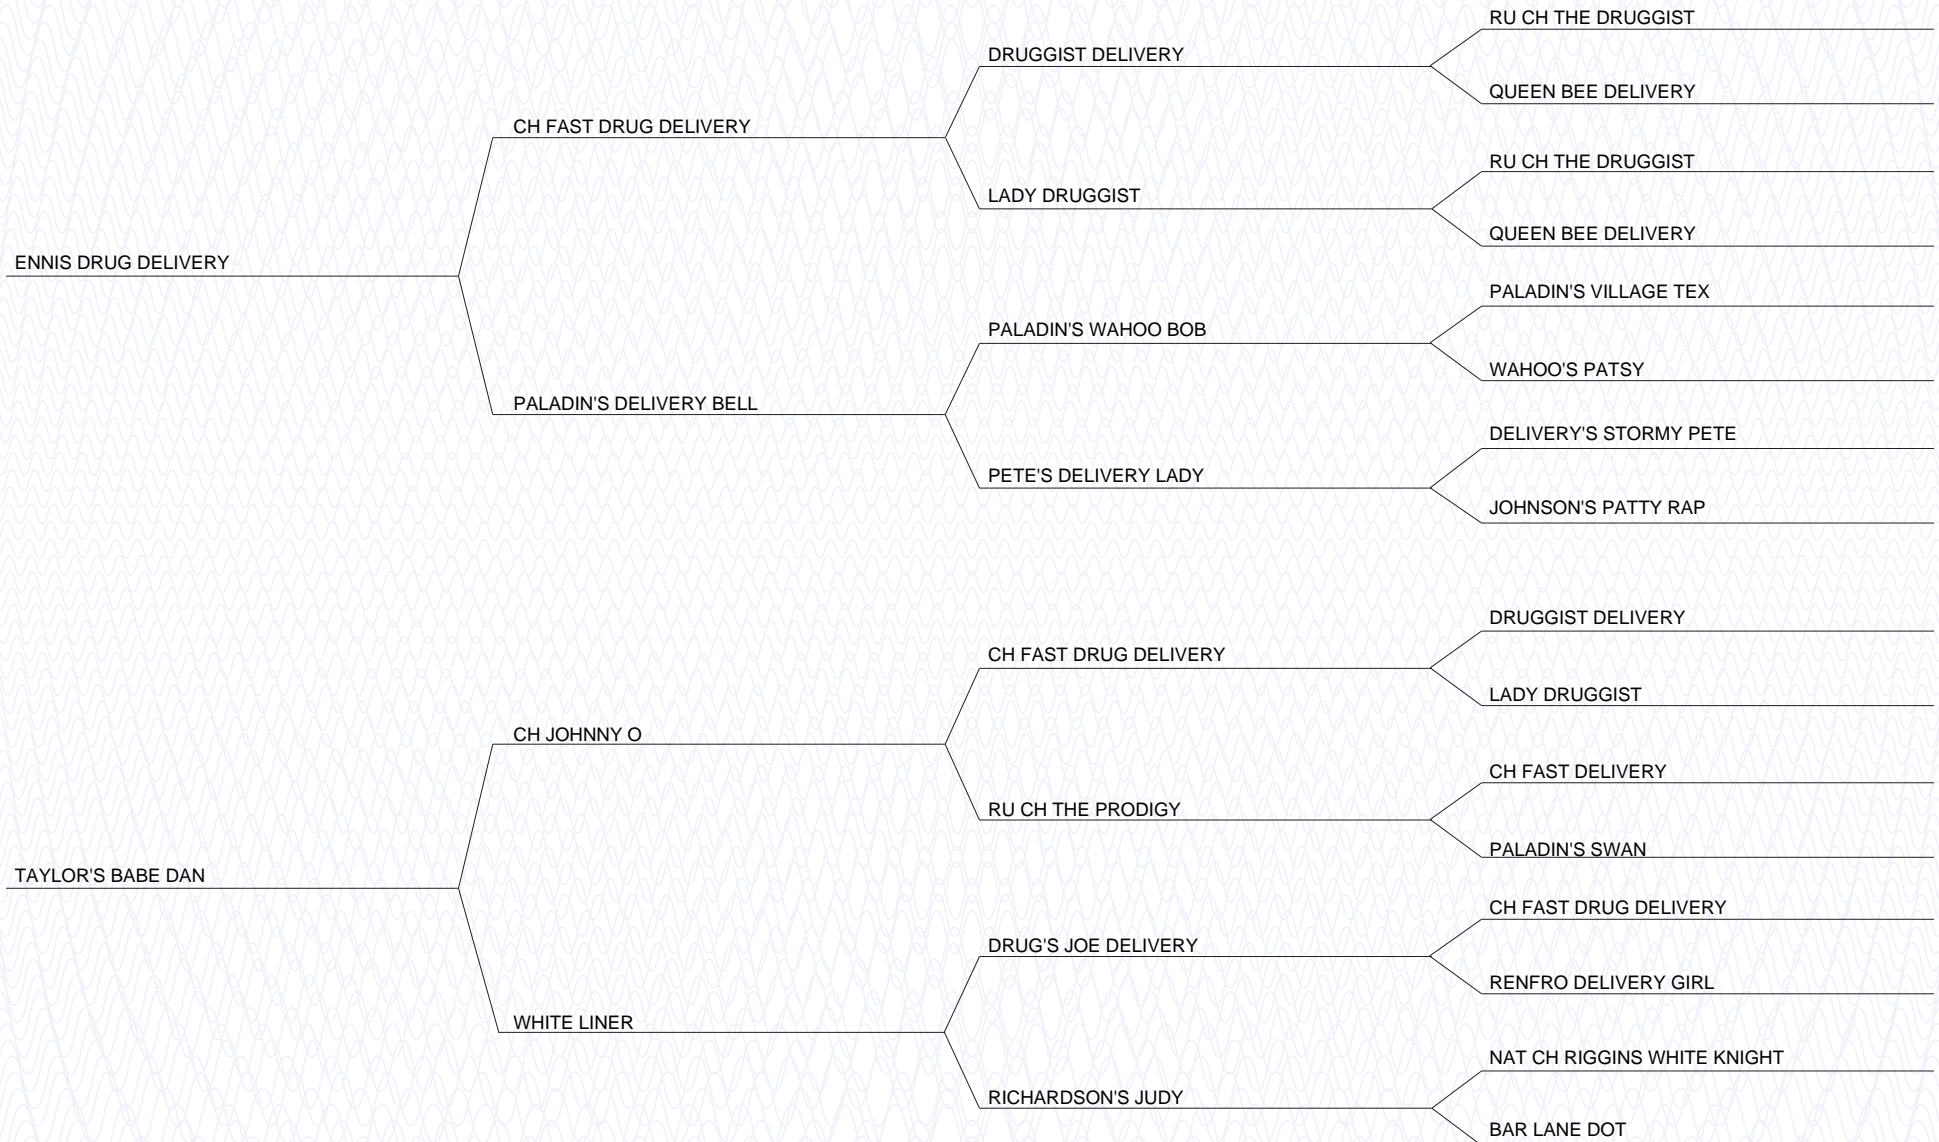 RU CH THE DRUGGIST
DRUGGIST DELIVERY
QUEEN BEE DELIVERY
CH FAST DRUG DELIVERY
RU CH THE DRUGGIST
LADY DRUGGIST
QUEEN BEE DELIVERY
ENNIS DRUG DELIVERY
PALADIN'S VILLAGE TEX
PALADIN'S WAHOO BOB
WAHOO'S PATSY
PALADIN'S DELIVERY BELL
DELIVERY'S STORMY PETE
PETE'S DELIVERY LADY
JOHNSON'S PATTY RAP
DRUGGIST DELIVERY
CH FAST DRUG DELIVERY
LADY DRUGGIST
CH JOHNNY O
CH FAST DELIVERY
RU CH THE PRODIGY
PALADIN'S SWAN
TAYLOR'S BABE DAN
CH FAST DRUG DELIVERY
DRUG'S JOE DELIVERY
RENFRO DELIVERY GIRL
WHITE LINER
NAT CH RIGGINS WHITE KNIGHT
RICHARDSON'S JUDY
BAR LANE DOT